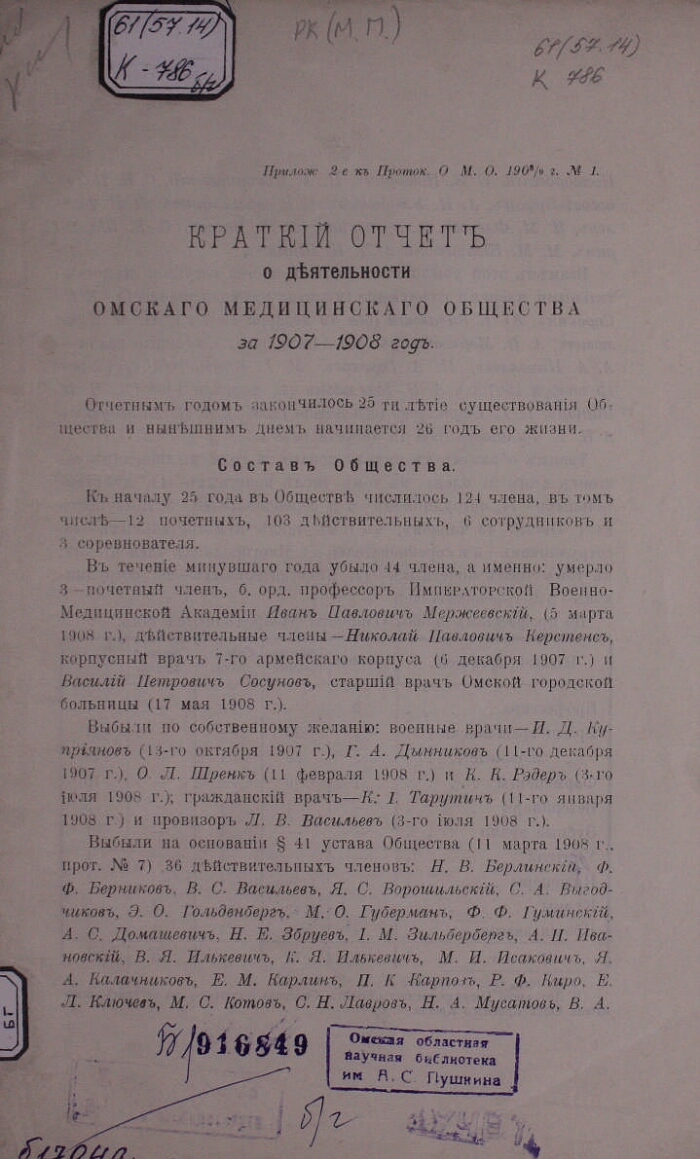 61(57.14)
К-786
б/г
РК (М. П.)
61(57.14)
К 786
Прилож 2-е къ Проток. О М. О. 190⁸/₉ г. № 1.
КРАТКІЙ ОТЧЕТЪ
о дѣятельности
ОМСКАГО МЕДИЦИНСКАГО ОБЩЕСТВА
за 1907—1908 годъ.
Отчетнымъ годомъ закончилось 25 ти лѣтіе существованія Об-
щества и нынѣшнимъ днемъ начинается 26 годъ его жизни.
Составъ Общества.
Къ началу 25 года въ Обществѣ числилось 124 члена, въ том
числѣ—12 почетныхъ, 103 дѣйствительныхъ, 6 сотрудниковъ и
3 соревнователя.
Въ теченіе минувшаго года убыло 44 члена, а именно: умерло
3—почетный членъ, б. орд. профессоръ Императорской Военно-
Медицинской Академіи Иванъ Павловичъ Мержеевскій, (5 марта
1908 г.), дѣйствительные члены—Николай Павловичъ Керстенсъ,
корпусный врачъ 7-го армейскаго корпуса (6 декабря 1907 г.) и
Василій Петровичъ Сосуновъ, старшій врачъ Омской городской
больницы (17 мая 1908 г.).
Выбыли по собственному желанію: военные врачи—И. Д. Ку-
пріяновъ (13-го октября 1907 г.), Г. А. Дынниковъ (11-го декабря
1907 г.), О. Л. Шренкъ (11 февраля 1908 г.) и К. К. Рэдеръ (3-го
іюля 1908 г.); гражданскій врачъ—К. І. Тарутичъ (11-го января
1908 г) и провизоръ Л. В. Васильевъ (3-го іюля 1908 г.).
Выбыли на основаніи § 41 устава Общества (11 марта 1908 г.,
прот. № 7) 36 дѣйствительныхъ членовъ: Н. В. Берлинскій, Ф.
Ф. Берниковъ, В. С. Васильевъ, Я. С. Ворошильскій, С. А. Выгод-
чиковъ, Э. О. Гольденбергъ, М. О. Губерманъ, Ф. Ф. Гуминскій,
А. С. Домашевичъ, Н. Е. Збруевъ, І. М. Зильбербергъ, А. П. Ива-
новскій, В. Я. Илькевичъ, К. Я. Илькевичъ, М. И. Исаковичъ, Я.
А. Калачниковъ, Е. М. Карлинъ, П. К Карповъ, Р. Ф. Киро, Е.
Л. Ключевъ, М. С. Котовъ, С. Н. Лавровъ, Н. А. Мусатовъ, В. А.
БГ
Б/916849
Омская областная
научная библиотека
им А. С. Пушкина
б/г